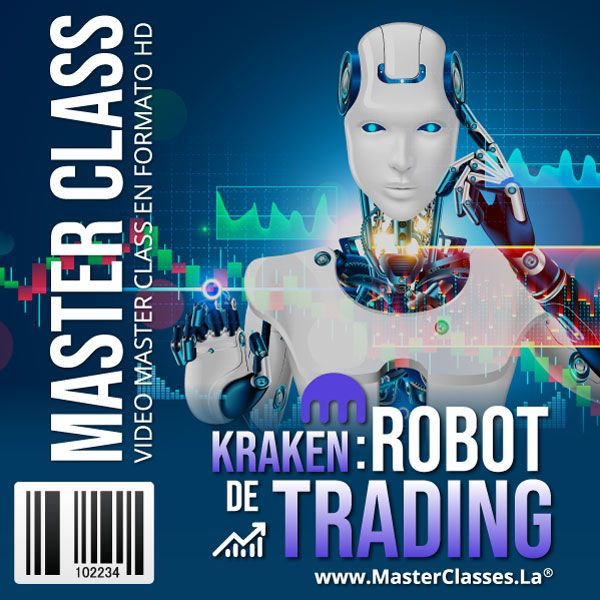 MASTER CLASS
VIDEO MASTER CLASS EN FORMATO HD
KRAKEN:ROBOT
DE TRADING
102234
www.MasterClasses.La®